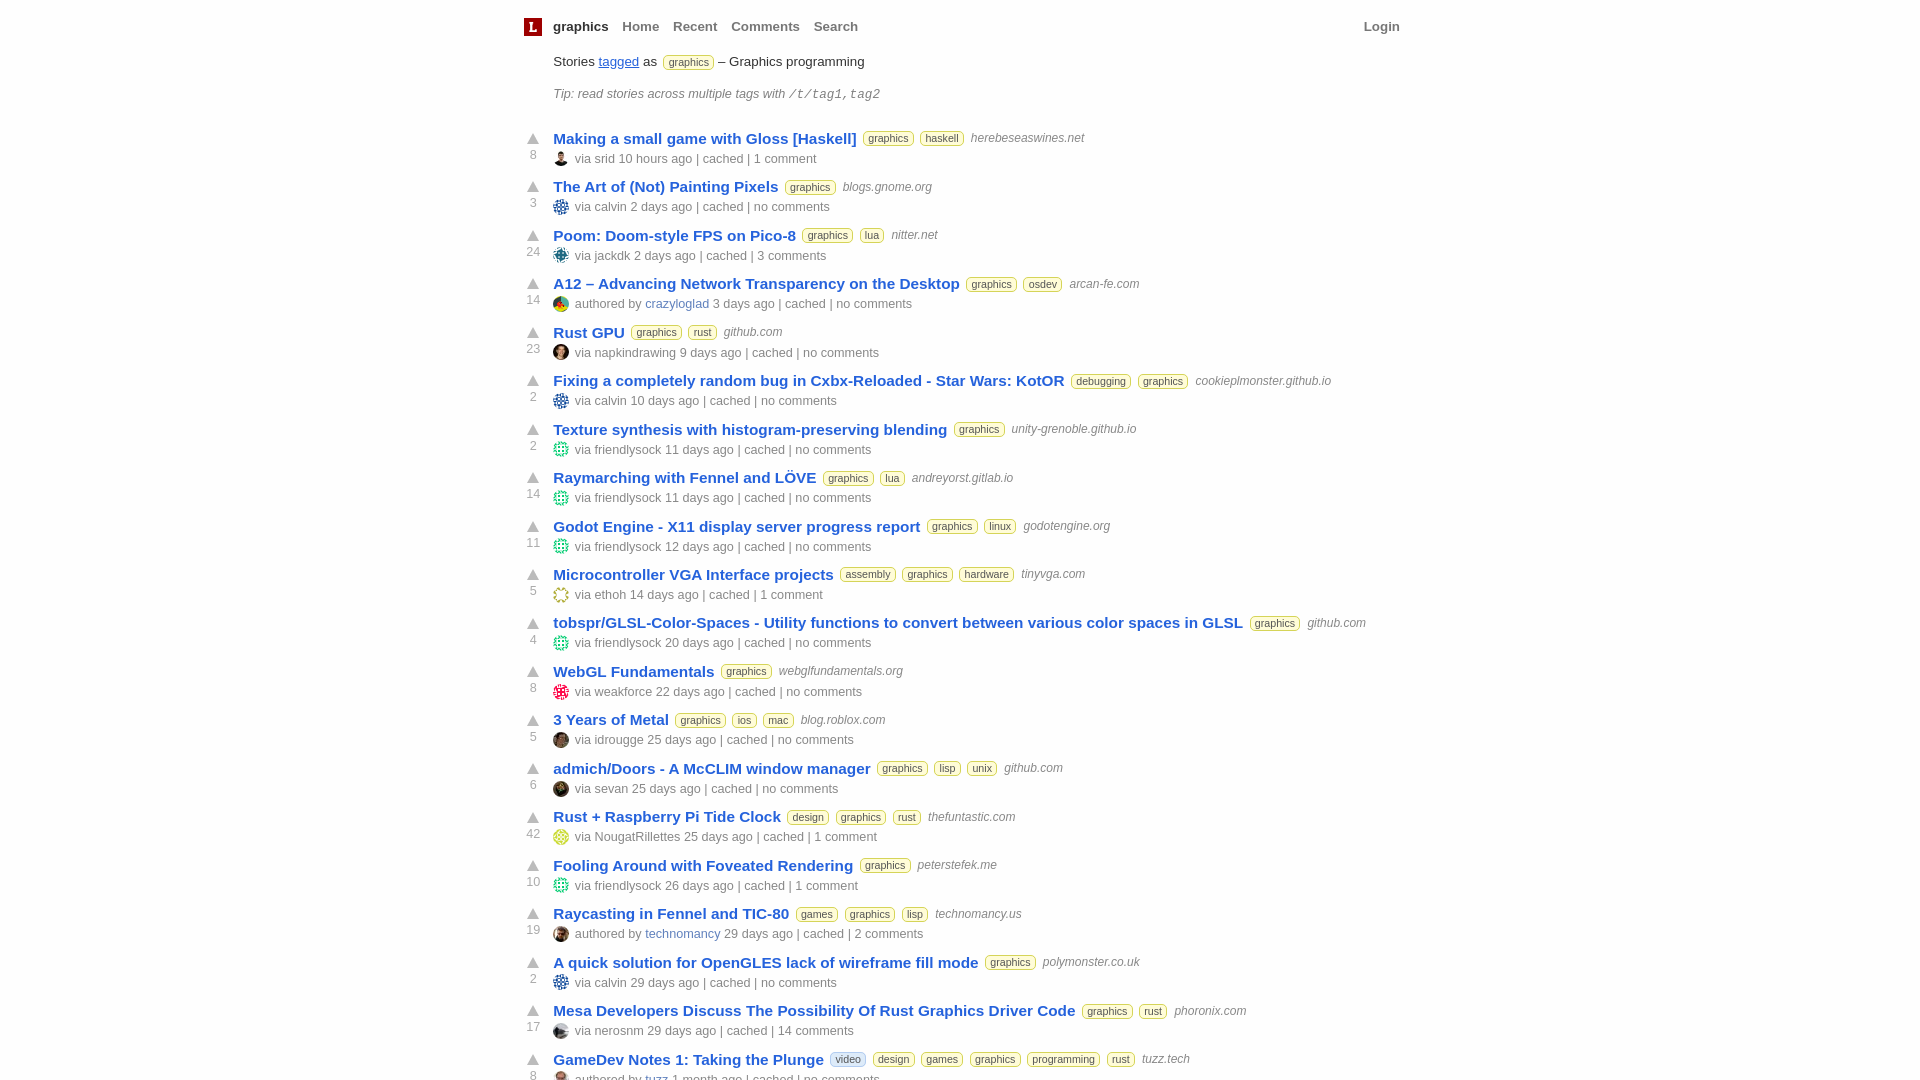 L graphics Home Recent Comments Search Login
Stories tagged as graphics – Graphics programming
Tip: read stories across multiple tags with /t/tag1,tag2
Making a small game with Gloss [Haskell] graphics haskell herebeseaswines.net
8 via srid 10 hours ago | cached | 1 comment
The Art of (Not) Painting Pixels graphics blogs.gnome.org
3 via calvin 2 days ago | cached | no comments
Poom: Doom-style FPS on Pico-8 graphics lua nitter.net
24 via jackdk 2 days ago | cached | 3 comments
A12 – Advancing Network Transparency on the Desktop graphics osdev arcan-fe.com
14 authored by crazyloglad 3 days ago | cached | no comments
Rust GPU graphics rust github.com
23 via napkindrawing 9 days ago | cached | no comments
Fixing a completely random bug in Cxbx-Reloaded - Star Wars: KotOR debugging graphics cookieplmonster.github.io
2 via calvin 10 days ago | cached | no comments
Texture synthesis with histogram-preserving blending graphics unity-grenoble.github.io
2 via friendlysock 11 days ago | cached | no comments
Raymarching with Fennel and LÖVE graphics lua andreyorst.gitlab.io
14 via friendlysock 11 days ago | cached | no comments
Godot Engine - X11 display server progress report graphics linux godotengine.org
11 via friendlysock 12 days ago | cached | no comments
Microcontroller VGA Interface projects assembly graphics hardware tinyvga.com
5 via ethoh 14 days ago | cached | 1 comment
tobspr/GLSL-Color-Spaces - Utility functions to convert between various color spaces in GLSL graphics github.com
4 via friendlysock 20 days ago | cached | no comments
WebGL Fundamentals graphics webglfundamentals.org
8 via weakforce 22 days ago | cached | no comments
3 Years of Metal graphics ios mac blog.roblox.com
5 via idrougge 25 days ago | cached | no comments
admich/Doors - A McCLIM window manager graphics lisp unix github.com
6 via sevan 25 days ago | cached | no comments
Rust + Raspberry Pi Tide Clock design graphics rust thefuntastic.com
42 via NougatRillettes 25 days ago | cached | 1 comment
Fooling Around with Foveated Rendering graphics peterstefek.me
10 via friendlysock 26 days ago | cached | 1 comment
Raycasting in Fennel and TIC-80 games graphics lisp technomancy.us
19 authored by technomancy 29 days ago | cached | 2 comments
A quick solution for OpenGLES lack of wireframe fill mode graphics polymonster.co.uk
2 via calvin 29 days ago | cached | no comments
Mesa Developers Discuss The Possibility Of Rust Graphics Driver Code graphics rust phoronix.com
17 via nerosnm 29 days ago | cached | 14 comments
GameDev Notes 1: Taking the Plunge video design games graphics programming rust tuzz.tech
8 authored by tuzz 1 month ago | cached | no comments